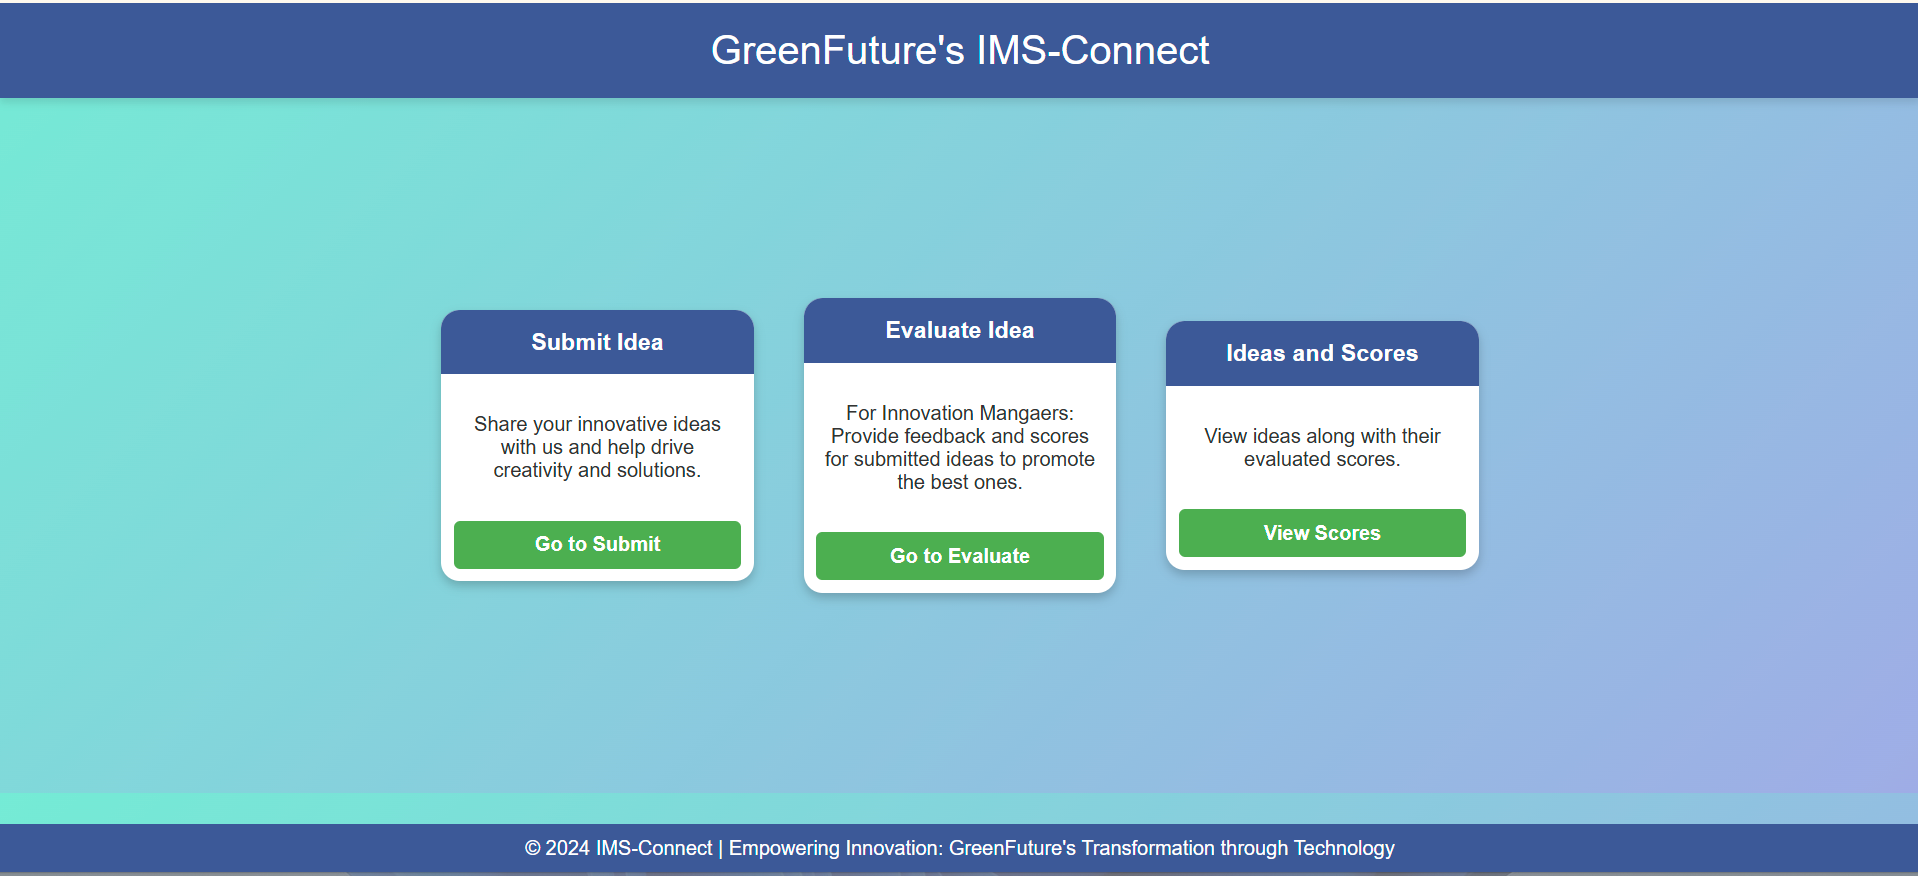 GreenFuture's IMS-Connect
Submit Idea
Share your innovative ideas
with us and help drive
creativity and solutions.
Go to Submit
Evaluate Idea
For Innovation Mangaers:
Provide feedback and scores
for submitted ideas to promote
the best ones.
Go to Evaluate
Ideas and Scores
View ideas along with their
evaluated scores.
View Scores
© 2024 IMS-Connect | Empowering Innovation: GreenFuture's Transformation through Technology